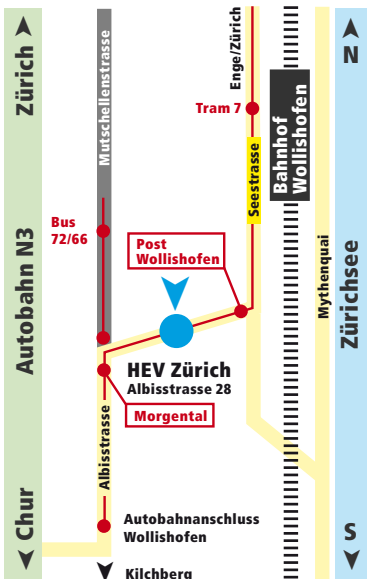 Zürich
Autobahn N3
Chur
Mutschellenstrasse
Enge/Zürich
Tram 7
Bahnhof
Wollishofen
N
Seestrasse
Bus
72/66
Post
Wollishofen
Mythenquai
Zürichsee
HEV Zürich
Albisstrasse 28
Morgental
Albisstrasse
Autobahnanschluss
Wollishofen
S
Kilchberg